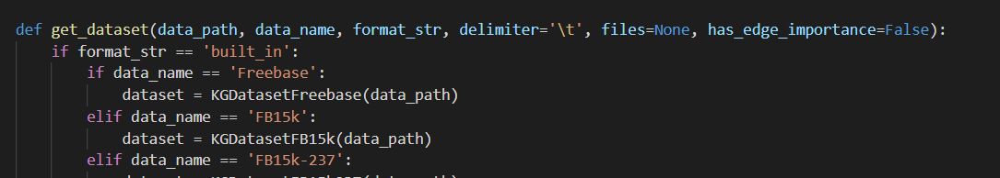 def get_dataset(data_path, data_name, format_str, delimiter='\t', files=None, has_edge_importance=False):
    if format_str == 'built_in':
        if data_name == 'Freebase':
            dataset = KGDatasetFreebase(data_path)
        elif data_name == 'FB15k':
            dataset = KGDatasetFB15k(data_path)
        elif data_name == 'FB15k-237':